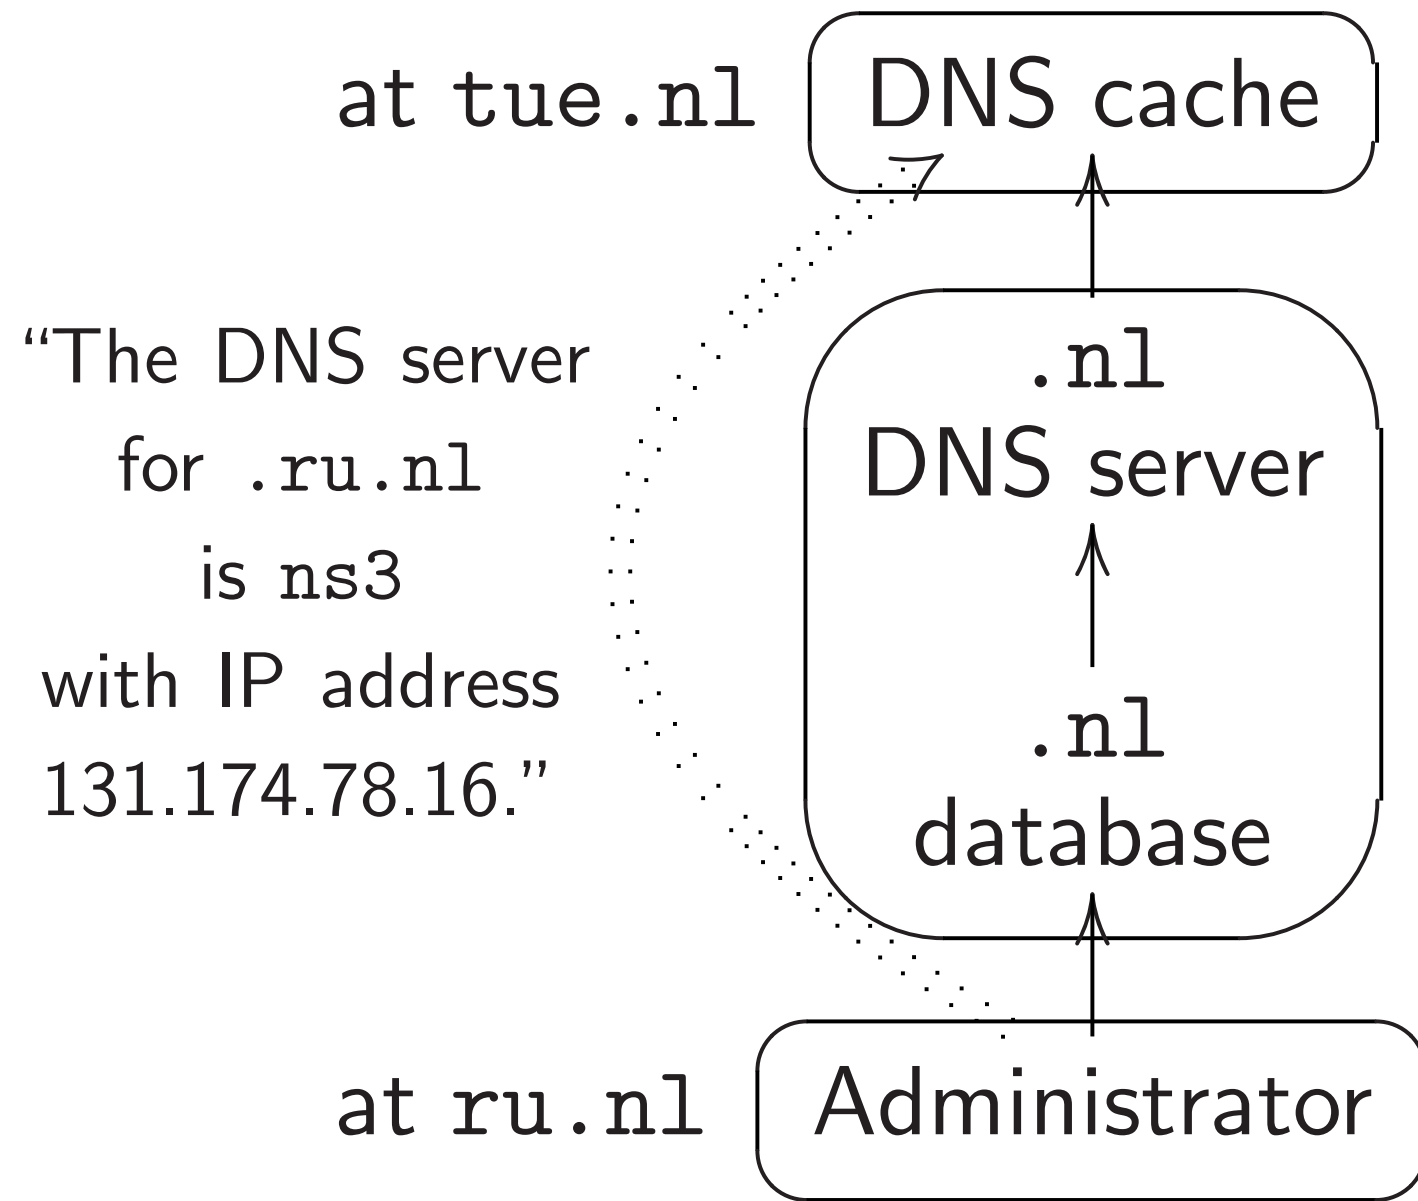 at tue.nl DNS cache
“The DNS server
for .ru.nl
is ns3
with IP address
131.174.78.16.”
.nl
DNS server
.nl
database
at ru.nl Administrator